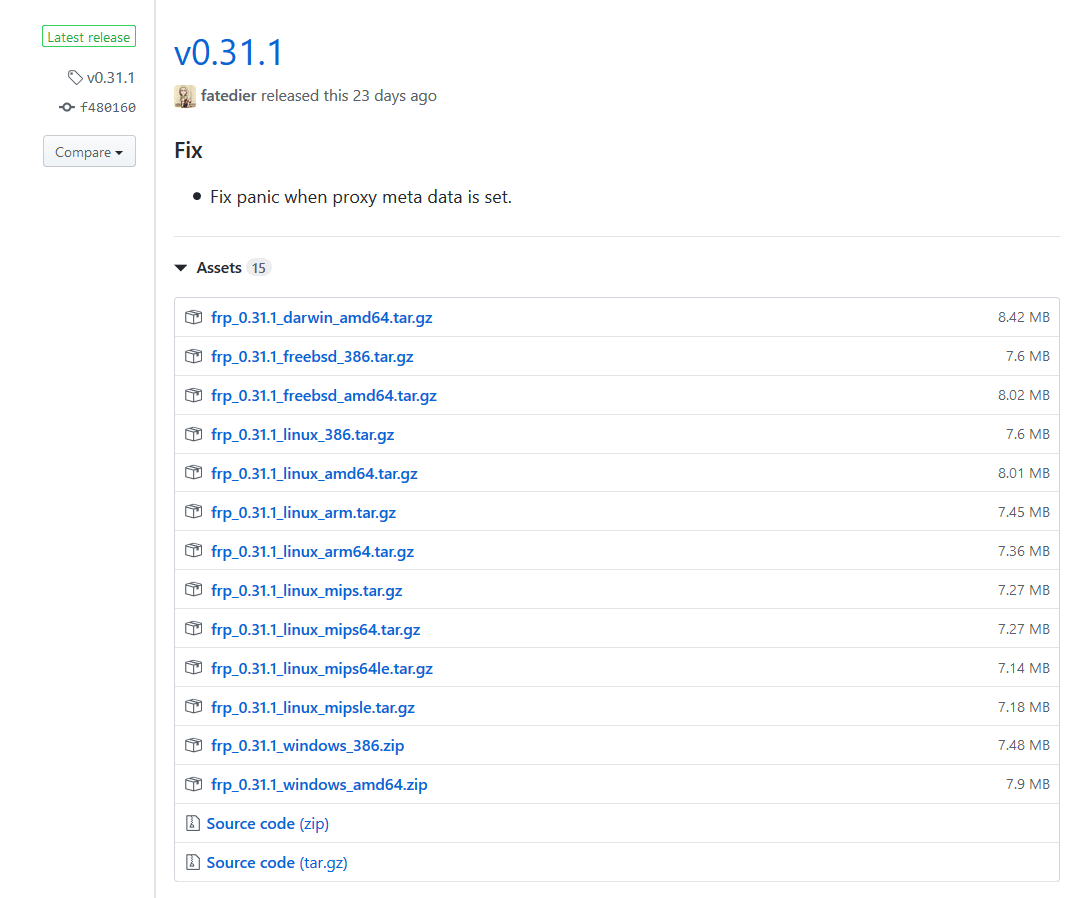 Latest release
v0.31.1
f480160
Compare
v0.31.1
fatedier released this 23 days ago
Fix
Fix panic when proxy meta data is set.
Assets 15
frp_0.31.1_darwin_amd64.tar.gz 8.42 MB
frp_0.31.1_freebsd_386.tar.gz 7.6 MB
frp_0.31.1_freebsd_amd64.tar.gz 8.02 MB
frp_0.31.1_linux_386.tar.gz 7.6 MB
frp_0.31.1_linux_amd64.tar.gz 8.01 MB
frp_0.31.1_linux_arm.tar.gz 7.45 MB
frp_0.31.1_linux_arm64.tar.gz 7.36 MB
frp_0.31.1_linux_mips.tar.gz 7.27 MB
frp_0.31.1_linux_mips64.tar.gz 7.27 MB
frp_0.31.1_linux_mips64le.tar.gz 7.14 MB
frp_0.31.1_linux_mipsle.tar.gz 7.18 MB
frp_0.31.1_windows_386.zip 7.48 MB
frp_0.31.1_windows_amd64.zip 7.9 MB
Source code (zip)
Source code (tar.gz)